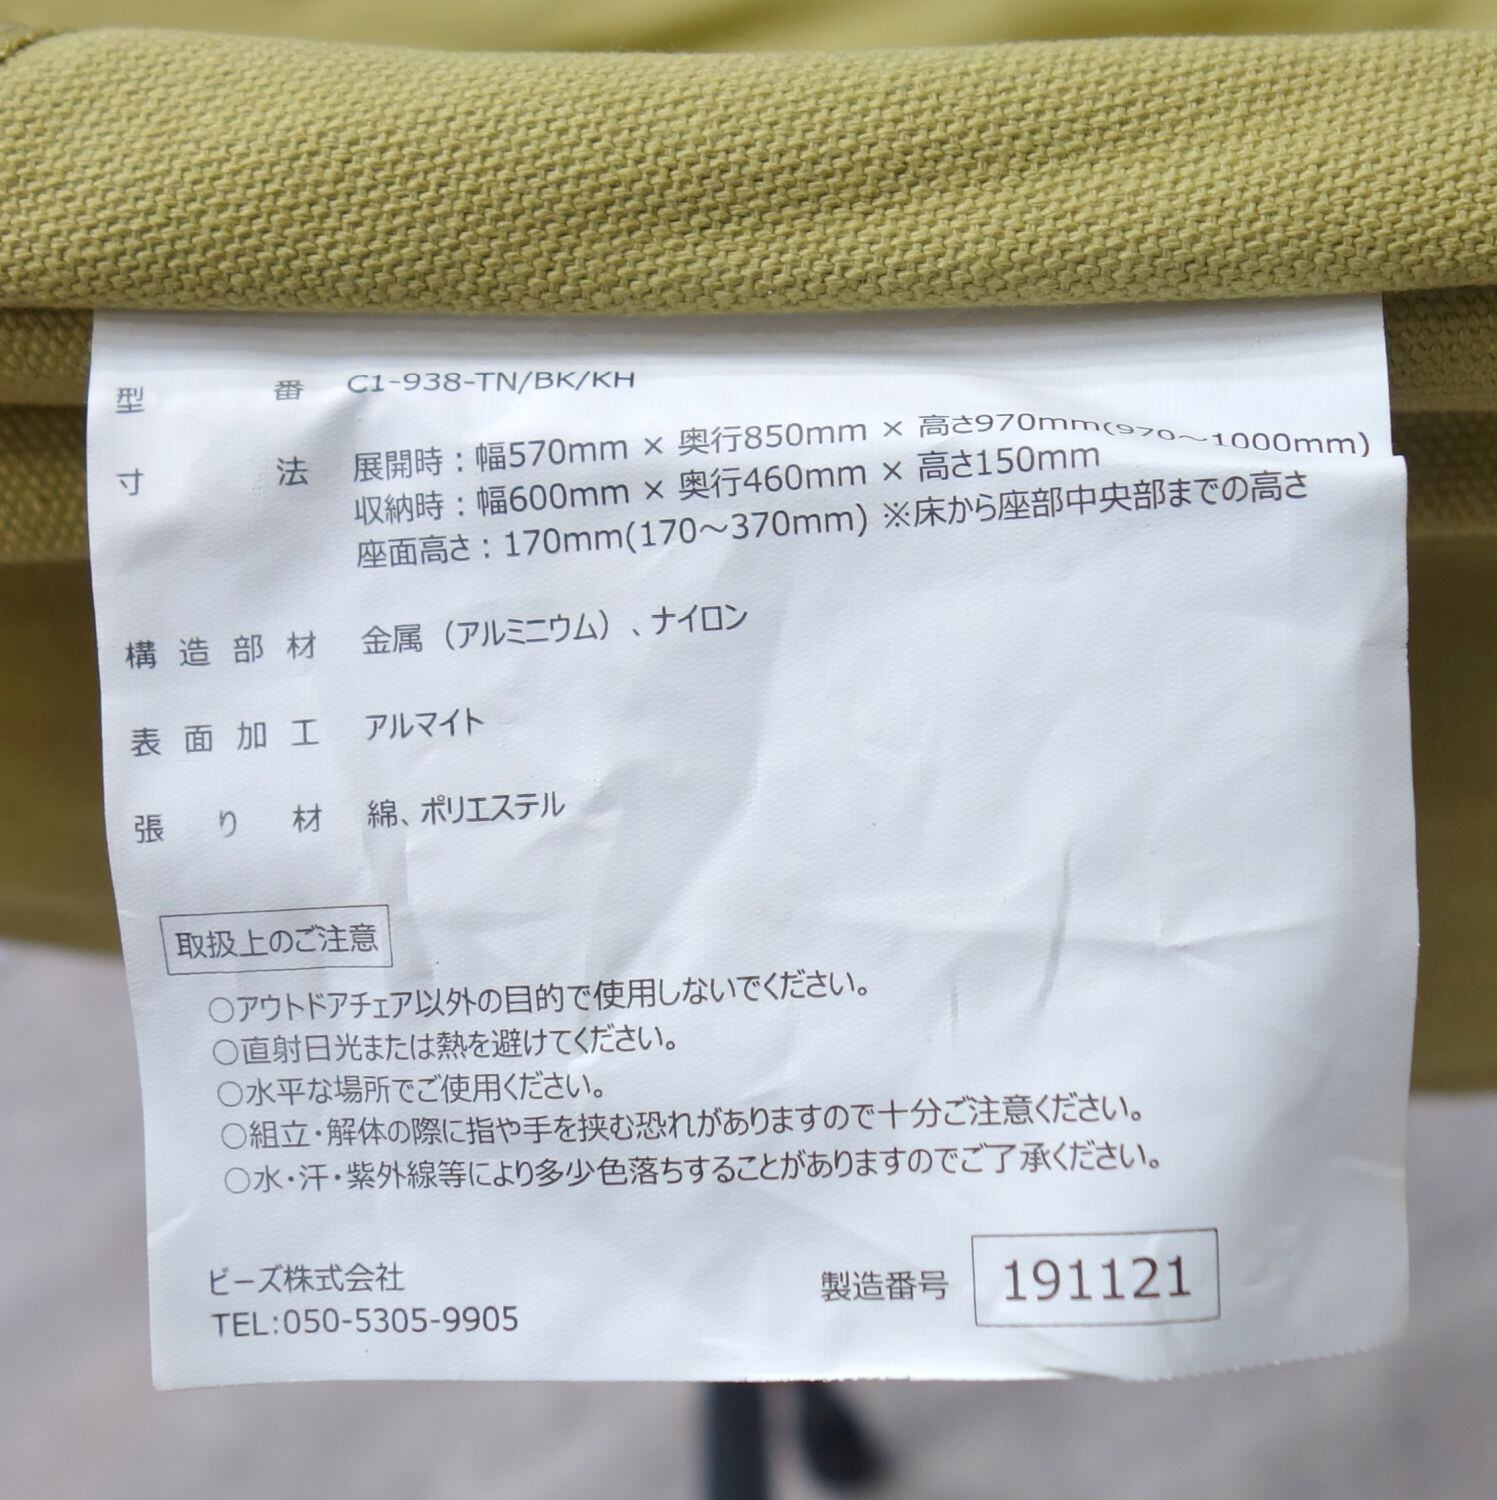 型番 C1-938-TN/BK/KH
寸法 展開時：幅570mm × 奥行850mm × 高さ970mm(970～1000mm)
収納時：幅600mm × 奥行460mm × 高さ150mm
座面高さ：170mm(170～370mm) ※床から座部中央部までの高さ
構造部材 金属（アルミニウム）、ナイロン
表面加工 アルマイト
張り材 綿、ポリエステル
取扱上のご注意
○アウトドアチェア以外の目的で使用しないでください。
○直射日光または熱を避けてください。
○水平な場所でご使用ください。
○組立・解体の際に指や手を挟む恐れがありますので十分ご注意ください。
○水・汗・紫外線等により多少色落ちすることがありますのでご了承ください。
ビーズ株式会社
TEL:050-5305-9905
製造番号 191121